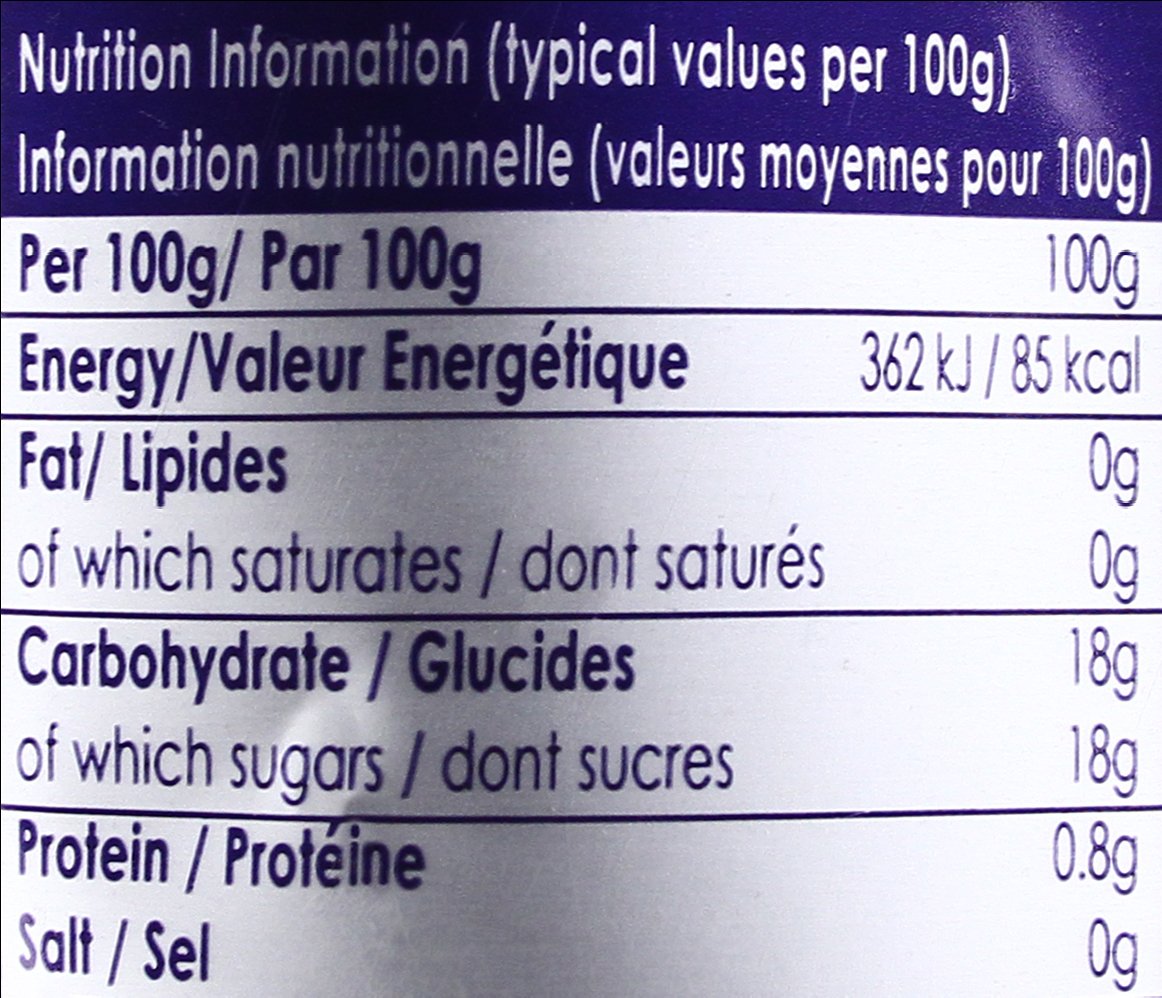 Nutrition Information (typical values per 100g)
Information nutritionnelle (valeurs moyennes pour 100g)
Per 100g/ Par 100g 100g
Energy/Valeur Energétique 362 kJ / 85 kcal
Fat/ Lipides 0g
of which saturates / dont saturés 0g
Carbohydrate / Glucides 18g
of which sugars / dont sucres 18g
Protein / Protéine 0.8g
Salt / Sel 0g